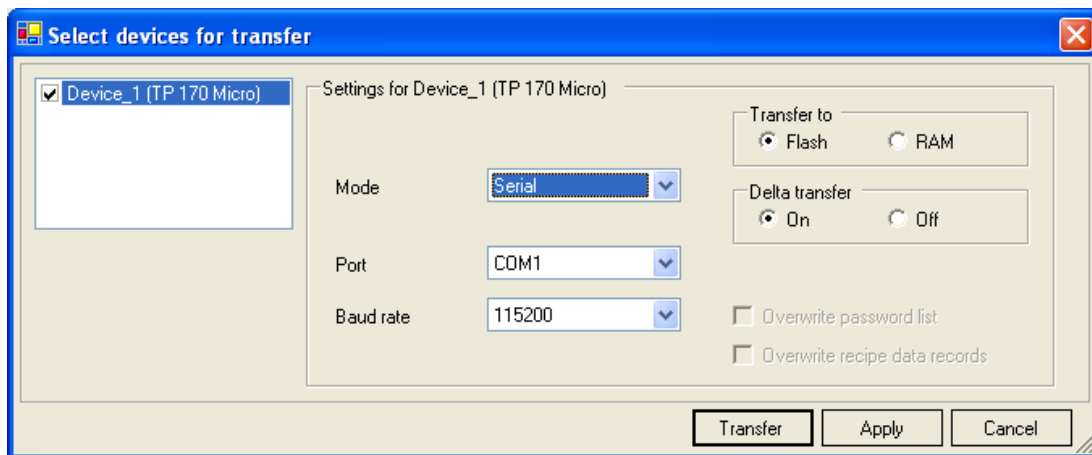 Select devices for transfer
Device_1 (TP 170 Micro)
Settings for Device_1 (TP 170 Micro)
Transfer to
Flash RAM
Mode Serial
Delta transfer
On Off
Port COM1
Baud rate 115200
Overwrite password list
Overwrite recipe data records
Transfer Apply Cancel